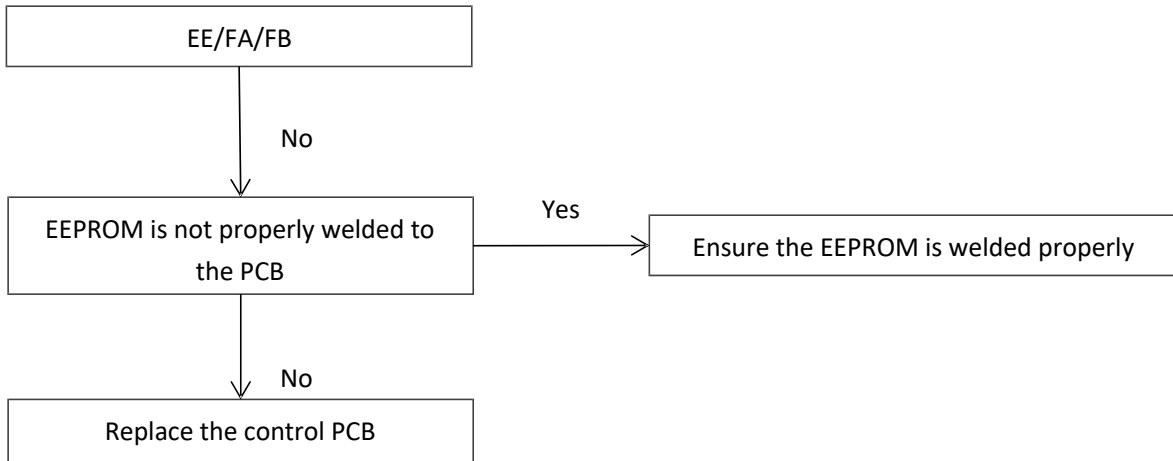 EE/FA/FB
No
EEPROM is not properly welded to
the PCB
Yes
Ensure the EEPROM is welded properly
No
Replace the control PCB